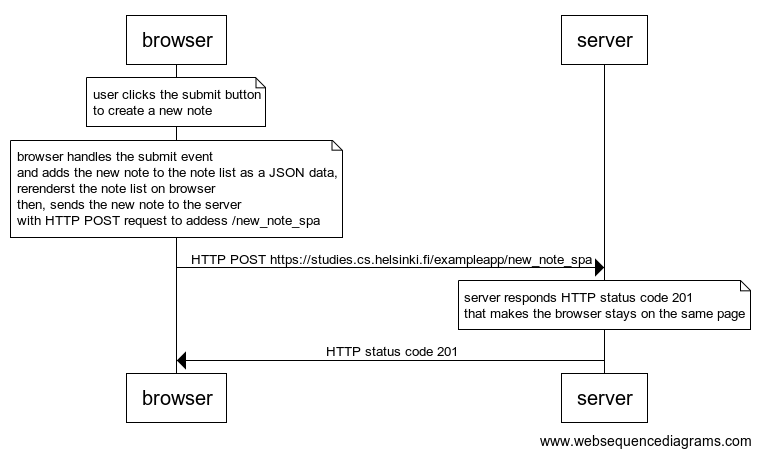 browser
server
user clicks the submit button
to create a new note
browser handles the submit event
and adds the new note to the note list as a JSON data,
rerenderst the note list on browser
then, sends the new note to the server
with HTTP POST request to addess /new_note_spa
HTTP POST https://studies.cs.helsinki.fi/exampleapp/new_note_spa
server responds HTTP status code 201
that makes the browser stays on the same page
HTTP status code 201
browser
server
www.websequencediagrams.com